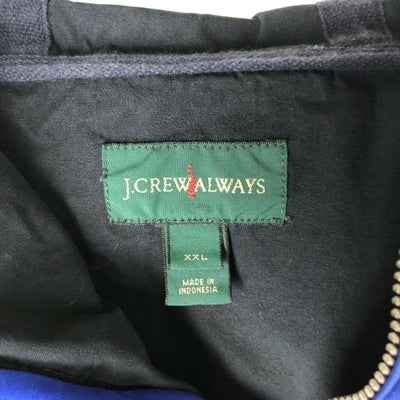 J.CREW ALWAYS
XXL
MADE IN
INDONESIA